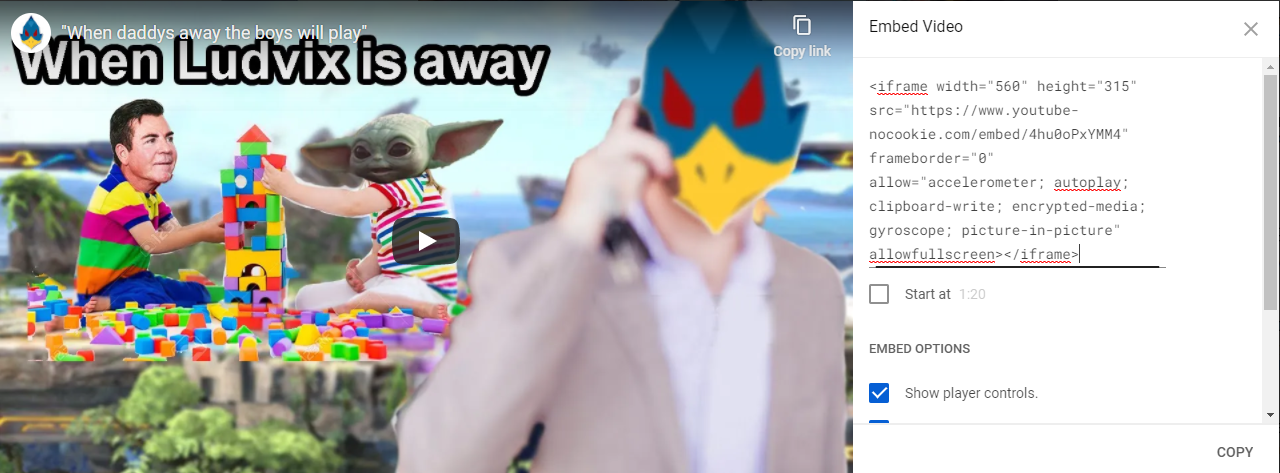 "When daddys away the boys will play"
Copy link
When Ludvix is away
Embed Video
<iframe width="560" height="315"
src="https://www.youtube-
nocookie.com/embed/4hu0oPxYMM4"
frameborder="0"
allow="accelerometer; autoplay;
clipboard-write; encrypted-media;
gyroscope; picture-in-picture"
allowfullscreen></iframe>
Start at 1:20
EMBED OPTIONS
Show player controls.
COPY